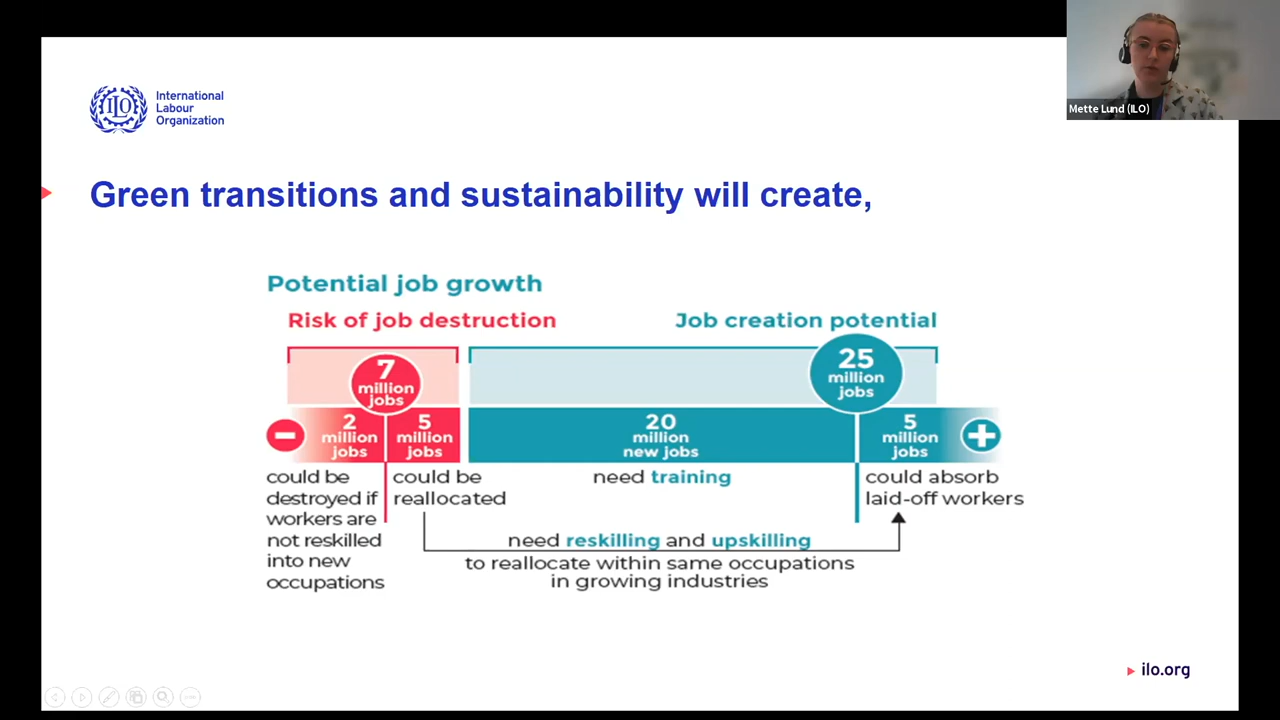 Mette Lund (ILO)
ILO
International
Labour
Organization
Green transitions and sustainability will create,
Potential job growth
Risk of job destruction
Job creation potential
7
million
jobs
25
million
jobs
2
million
jobs
5
million
jobs
20
million
new jobs
5
million
jobs
could be
destroyed if
workers are
not reskilled
into new
occupations
could be
reallocated
need training
could absorb
laid-off workers
need reskilling and upskilling
to reallocate within same occupations
in growing industries
ilo.org